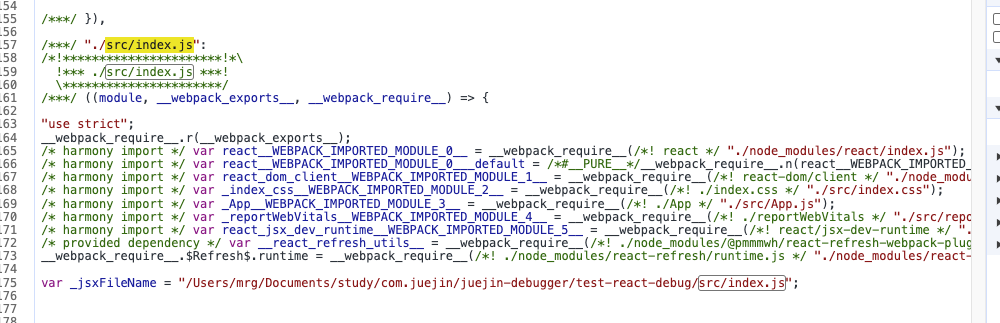 154
155 /***/ }),
156
157 /***/ "./src/index.js":
158 /*!**********************!*\
159 !*** ./src/index.js ***!
160 \**********************/
161 /***/ ((module, __webpack_exports__, __webpack_require__) => {
162
163 "use strict";
164 __webpack_require__.r(__webpack_exports__);
165 /* harmony import */ var react__WEBPACK_IMPORTED_MODULE_0__ = __webpack_require__(/*! react */ "./node_modules/react/index.js");
166 /* harmony import */ var react__WEBPACK_IMPORTED_MODULE_0___default = /*#__PURE__*/__webpack_require__.n(react__WEBPACK_IMPORTED_
167 /* harmony import */ var react_dom_client__WEBPACK_IMPORTED_MODULE_1__ = __webpack_require__(/*! react-dom/client */ "./node_modu
168 /* harmony import */ var _index_css__WEBPACK_IMPORTED_MODULE_2__ = __webpack_require__(/*! ./index.css */ "./src/index.css");
169 /* harmony import */ var _App__WEBPACK_IMPORTED_MODULE_3__ = __webpack_require__(/*! ./App */ "./src/App.js");
170 /* harmony import */ var _reportWebVitals__WEBPACK_IMPORTED_MODULE_4__ = __webpack_require__(/*! ./reportWebVitals */ "./src/repo
171 /* harmony import */ var react_jsx_dev_runtime__WEBPACK_IMPORTED_MODULE_5__ = __webpack_require__(/*! react/jsx-dev-runtime */ ".
172 /* provided dependency */ var __react_refresh_utils__ = __webpack_require__(/*! ./node_modules/@pmmmwh/react-refresh-webpack-plug
173 __webpack_require__.$Refresh$.runtime = __webpack_require__(/*! ./node_modules/react-refresh/runtime.js */ "./node_modules/react-
174
175 var _jsxFileName = "/Users/mrg/Documents/study/com.juejin/juejin-debugger/test-react-debug/src/index.js";
176
177
178